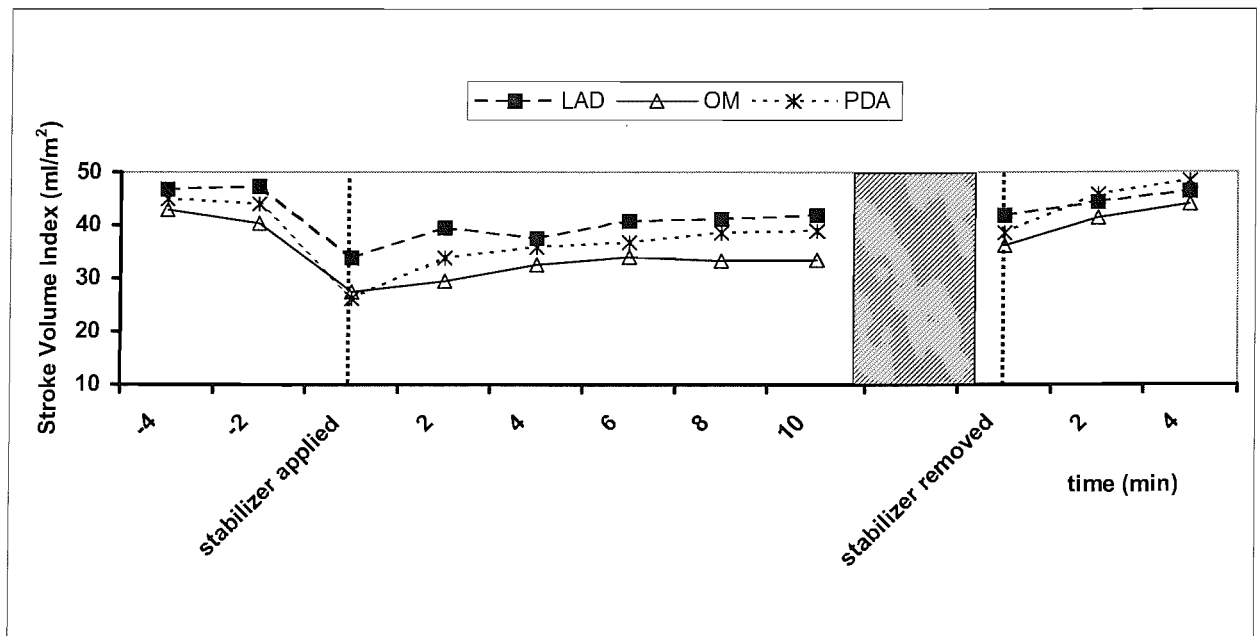 LAD OM PDA
Stroke Volume Index (ml/m²)
50
40
30
20
10
-4 -2 stabilizer applied 2 4 6 8 10 stabilizer removed 2 4
time (min)